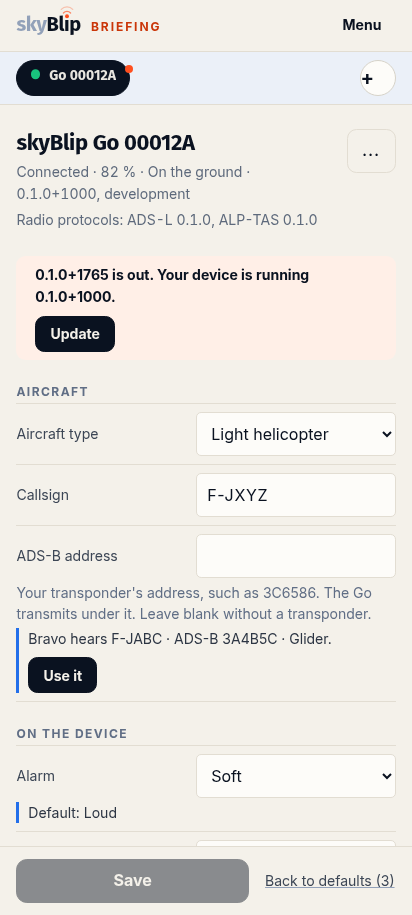 skyBlip BRIEFING
Menu
Go 00012A
+
skyBlip Go 00012A
...
Connected · 82 % · On the ground ·
0.1.0+1000, development
Radio protocols: ADS-L 0.1.0, ALP-TAS 0.1.0
0.1.0+1765 is out. Your device is running
0.1.0+1000.
Update
AIRCRAFT
Aircraft type
Light helicopter
Callsign
F-JXYZ
ADS-B address
Your transponder's address, such as 3C6586. The Go
transmits under it. Leave blank without a transponder.
Bravo hears F-JABC · ADS-B 3A4B5C · Glider.
Use it
ON THE DEVICE
Alarm
Soft
Default: Loud
Save
Back to defaults (3)